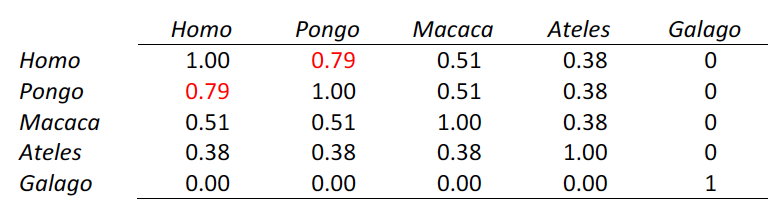 Homo Pongo Macaca Ateles Galago
Homo 1.00 0.79 0.51 0.38 0
Pongo 0.79 1.00 0.51 0.38 0
Macaca 0.51 0.51 1.00 0.38 0
Ateles 0.38 0.38 0.38 1.00 0
Galago 0.00 0.00 0.00 0.00 1